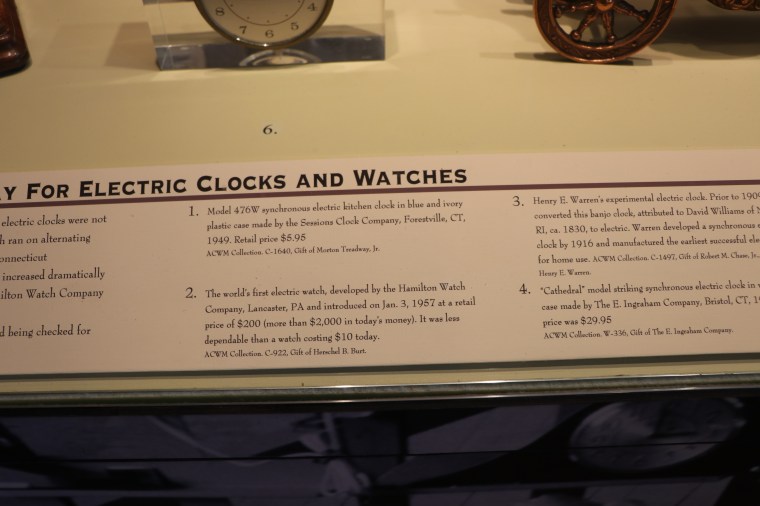 8 7 6 5 4
6.
FOR ELECTRIC CLOCKS AND WATCHES
electric clocks were not
ran on alternating
increased dramatically
Watch Company
being checked for
1. Model 476W synchronous electric kitchen clock in blue and ivory
plastic case made by the Sessions Clock Company, Forestville, CT,
1949. Retail price $5.95
ACWM Collection. C-1640, Gift of Morton Treadway, Jr.
2. The world's first electric watch, developed by the Hamilton Watch
Company, Lancaster, PA and introduced on Jan. 3, 1957 at a retail
price of $200 (more than $2,000 in today's money). It was less
dependable than a watch costing $10 today.
ACWM Collection. C-922, Gift of Herschel B. Burt.
3. Henry E. Warren's experimental electric clock. Prior to 1909
converted this banjo clock, attributed to David Williams of
RI, ca. 1830, to electric. Warren developed a synchronous
clock by 1916 and manufactured the earliest successful
for home use. ACWM Collection. C-1497, Gift of Robert M. Chase, Jr.,
Henry E. Warren.
4. "Cathedral" model striking synchronous electric clock in
case made by The E. Ingraham Company, Bristol, CT,
price was $29.95
ACWM Collection. W-336, Gift of The E. Ingraham Company.